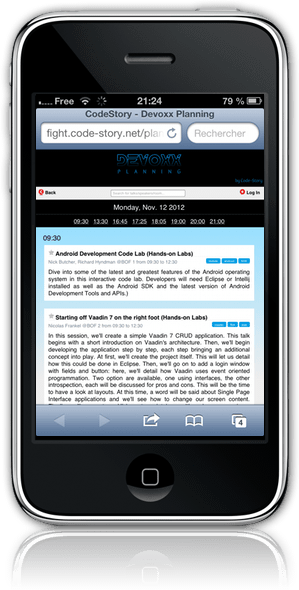 Free 21:24 79 %
CodeStory - Devoxx Planning
fight.code-story.net/plan Rechercher
DEVOXX
PLANNING
by Code Story
Back Log In
Monday, Nov. 12 2012
09:30 13:30 16:45 17:25 18:05 19:00 20:00 21:00
09:30
Android Development Code Lab (Hands-on Labs)
Nick Butcher, Richard Hyndman @BOF 1 from 09:30 to 12:30
Dive into some of the latest and greatest features of the Android operating
system in this interactive code lab. Developers will need Eclipse or Intellij
installed as well as the Android SDK and the latest version of Android
Development Tools and APIs.)
Starting off Vaadin 7 on the right foot (Hands-on Labs)
Nicolas Frankel @BOF 2 from 09:30 to 12:30
In this session, we'll create a simple Vaadin 7 CRUD application. This talk
begins with a short introduction on Vaadin's architecture. Then, we'll begin
developing the application step by step, each step bringing an additional
concept into play. At first, we'll create the project itself. This will let us detail
how this could be done in Eclipse. Then, we'll go to add a login window
with fields and button: here, we'll detail how Vaadin uses event oriented
programmation. Two option are available, one using interfaces, the other
introspection, each will be discussed for pros and cons. This will be the time
to have a look at layouts. At this time, a word will be said about Single Page
Interface applications and we'll see how to change our screen content.
4